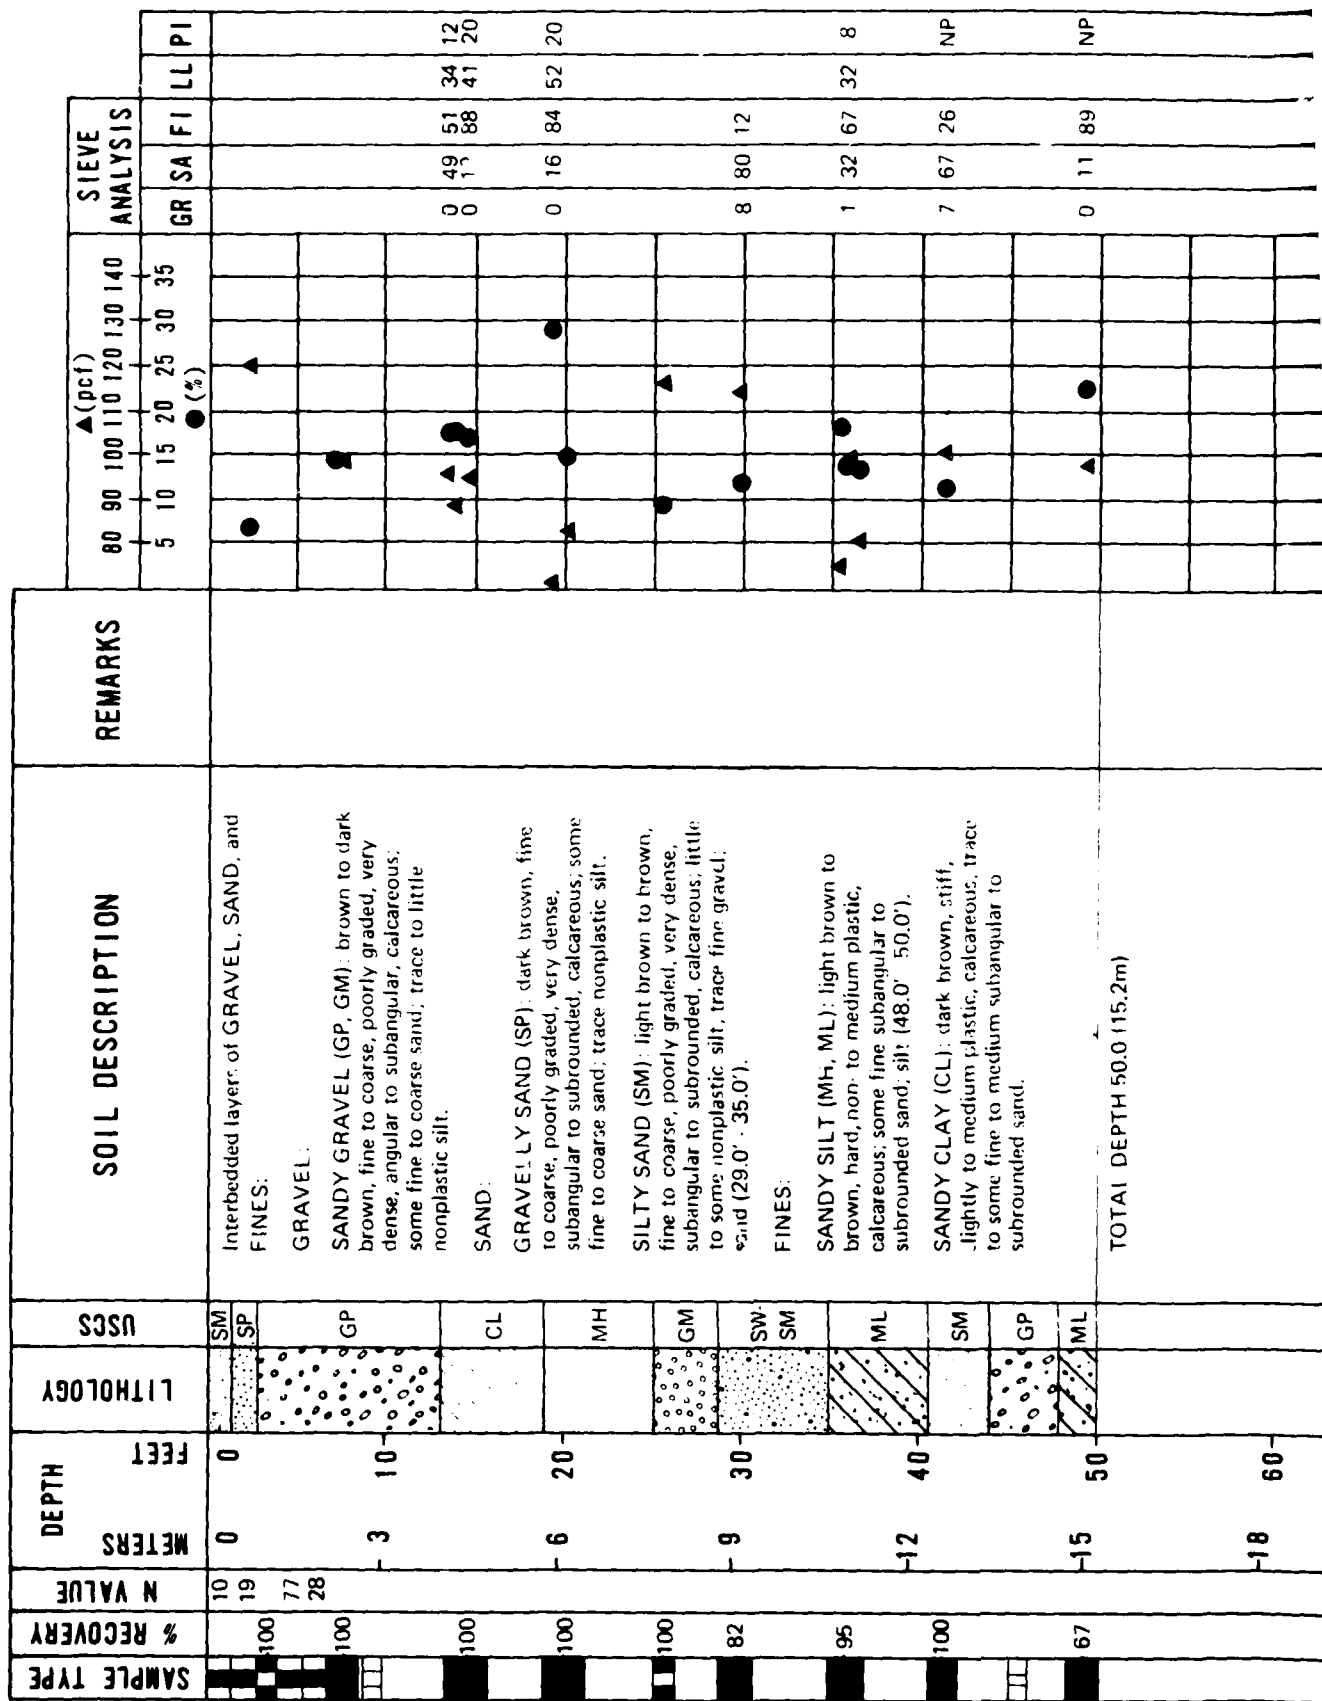 SAMPLE TYPE
% RECOVERY
N VALUE
DEPTH
METERS
FEET
LITHOLOGY
USCS
SOIL DESCRIPTION
REMARKS
▲(pcf)
80 90 100 110 120 130 140
5 10 15 20 25 30 35
●(%)
SIEVE
ANALYSIS
GR SA FI LL PI
100
100
100
100
100
82
95
100
67
10
19
77
28
0
3
6
9
12
15
18
0
10
20
30
40
50
60
SM
SP
GP
CL
MH
GM
SW-
SM
ML
SM
GP
ML
Interbedded layers of GRAVEL, SAND, and
FINES:
GRAVEL:
SANDY GRAVEL (GP, GM): brown to dark
brown, fine to coarse, poorly graded, very
dense, angular to subangular, calcareous;
some fine to coarse sand; trace to little
nonplastic silt.
SAND:
GRAVELLY SAND (SP): dark brown, fine
to coarse, poorly graded, very dense,
subangular to subrounded, calcareous; some
fine to coarse sand; trace nonplastic silt.
SILTY SAND (SM): light brown to brown,
fine to coarse, poorly graded, very dense,
subangular to subrounded, calcareous; little
to some nonplastic silt, trace fine gravel;
sand (29.0' - 35.0').
FINES:
SANDY SILT (MH, ML): light brown to
brown, hard, non- to medium plastic,
calcareous; some fine subangular to
subrounded sand; silt (48.0' 50.0').
SANDY CLAY (CL): dark brown, stiff,
slightly to medium plastic, calcareous, trace
to some fine to medium subangular to
subrounded sand.
TOTAL DEPTH 50.0 (15.2m)
0 49 51 34 12
0 88 41 20
0 16 84 52 20
8 80 12
1 32 67 32 8
7 67 26 NP
0 11 89 NP